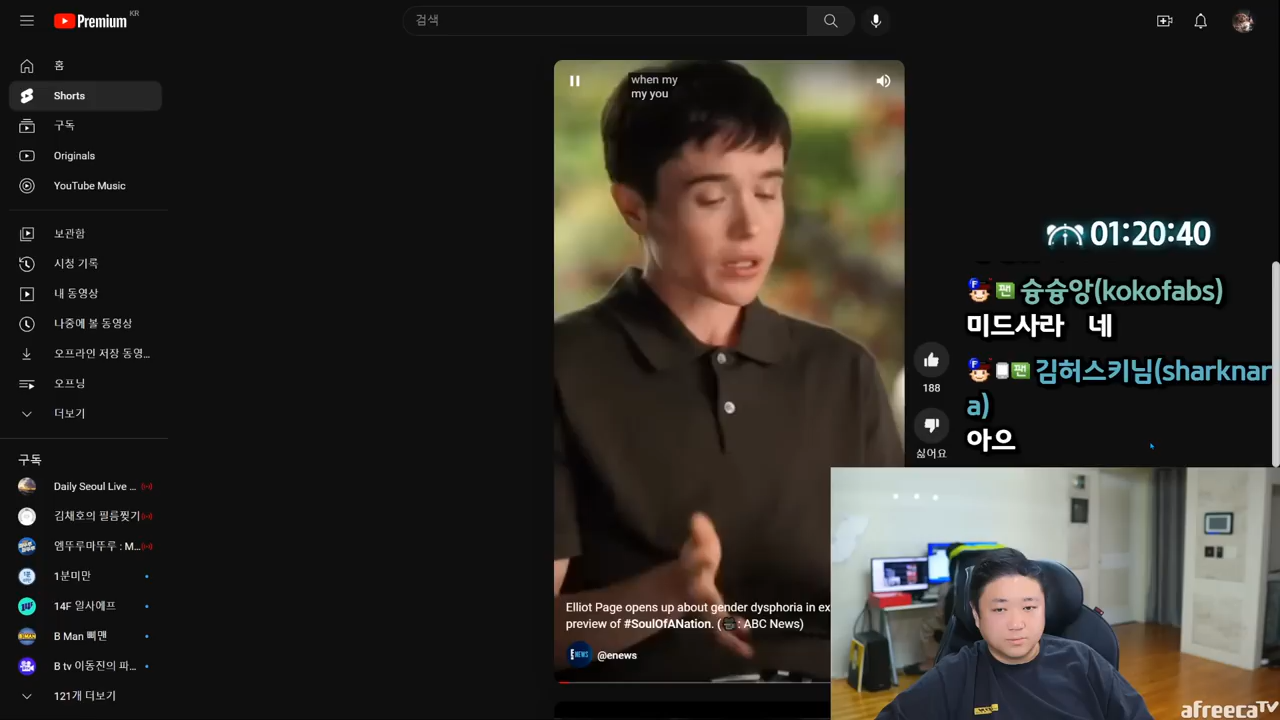 Premium KR
검색
홈
Shorts
구독
Originals
YouTube Music
보관함
시청 기록
내 동영상
나중에 볼 동영상
오프라인 저장 동영...
오프닝
더보기
구독
Daily Seoul Live ...
김채호의 필름찢기
엠뚜루마뚜루 : M...
1분미만
14F 일사에프
B Man 삐맨
B tv 이동진의 파...
121개 더보기
when my
my you
188
싫어요
Elliot Page opens up about gender dysphoria in ex
preview of #SoulOfANation. ( : ABC News)
E NEWS @enews
01:20:40
F 팬 슝슝앙(kokofabs)
미드사라 네
F 팬 김허스키님(sharknar
a)
아으
afreecaTV